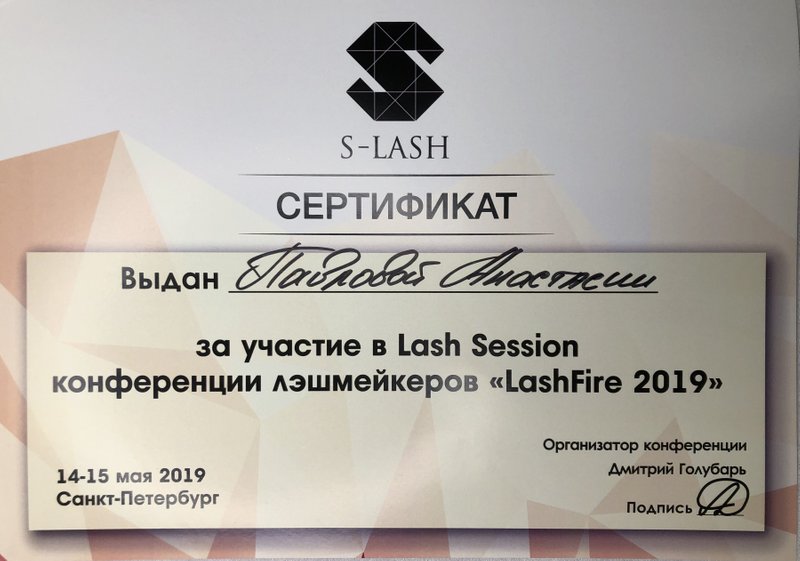 S-LASH
СЕРТИФИКАТ
Выдан Павловой Анастасии
за участие в Lash Session
конференции лэшмейкеров «LashFire 2019»
Организатор конференции
Дмитрий Голубарь
14-15 мая 2019
Санкт-Петербург
Подпись